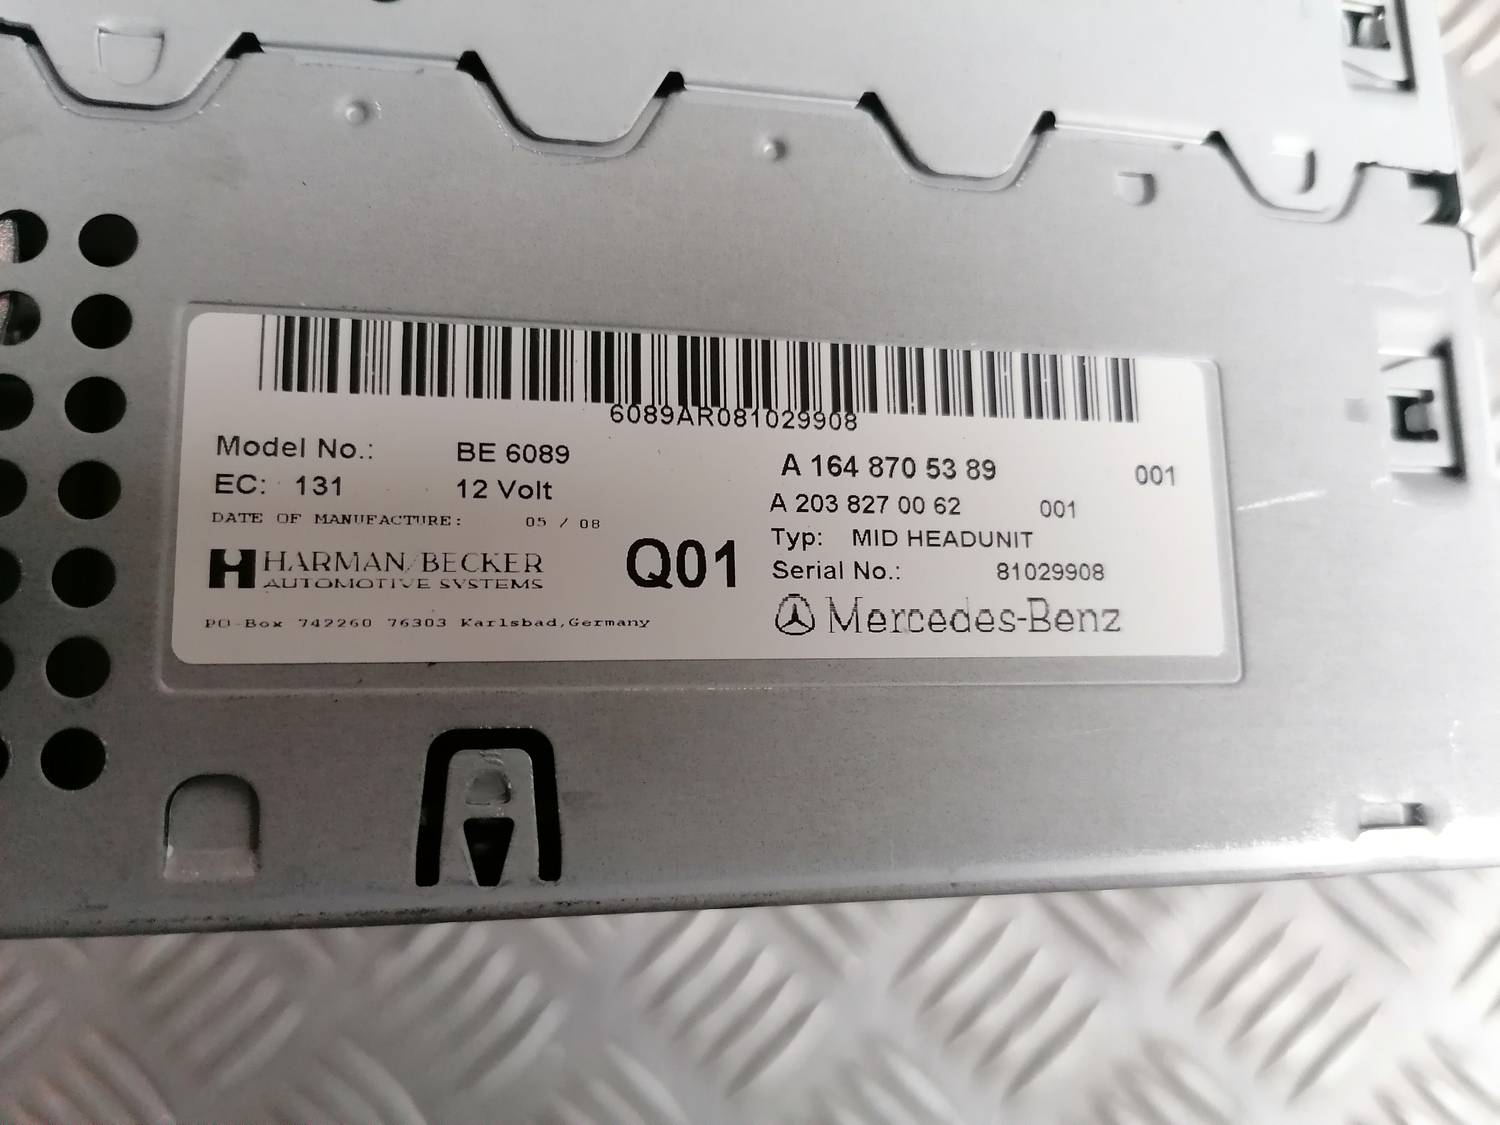 6089AR081029908
Model No.: BE 6089
EC: 131 12 Volt
DATE OF MANUFACTURE: 05 / 08
HARMAN/BECKER
AUTOMOTIVE SYSTEMS
Q01
PO-Box 742260 76303 Karlsbad,Germany
A 164 870 53 89 001
A 203 827 00 62 001
Typ: MID HEADUNIT
Serial No.: 81029908
Mercedes-Benz